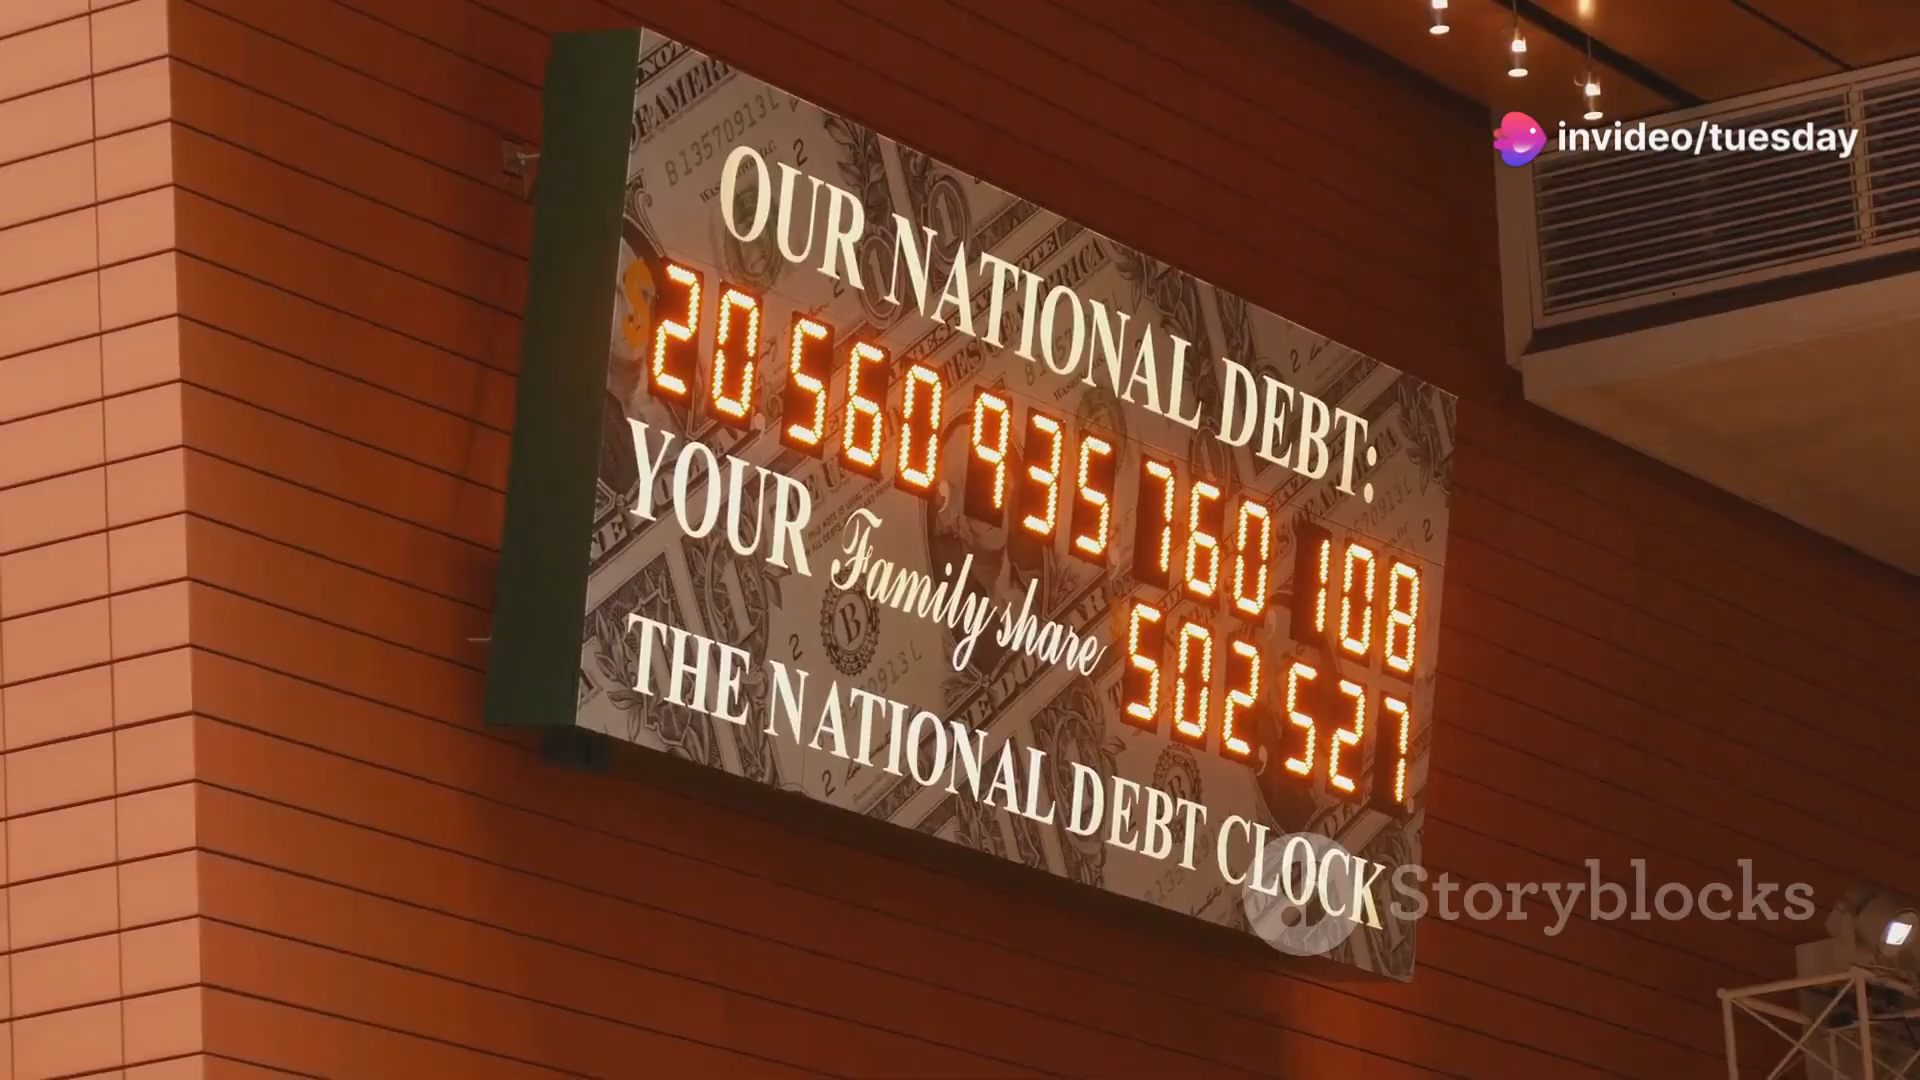 invideo/tuesday
OUR NATIONAL DEBT:
$20,560,935,760,108
YOUR Family share 502,527
THE NATIONAL DEBT CLOCK
Storyblocks